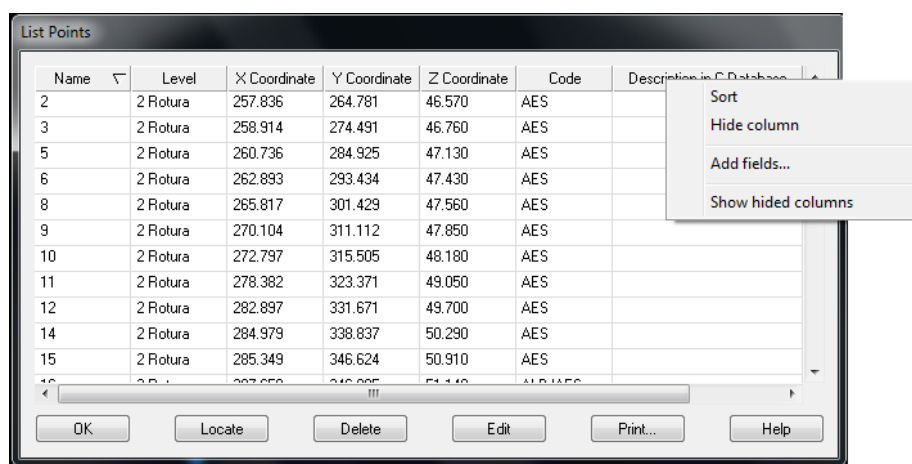 List Points
Name Level X Coordinate Y Coordinate Z Coordinate Code Description in C Database
2 2 Rotura 257.836 264.781 46.570 AES
3 2 Rotura 258.914 274.491 46.760 AES
5 2 Rotura 260.736 284.925 47.130 AES
6 2 Rotura 262.893 293.434 47.430 AES
8 2 Rotura 265.817 301.429 47.560 AES
9 2 Rotura 270.104 311.112 47.850 AES
10 2 Rotura 272.797 315.505 48.180 AES
11 2 Rotura 278.382 323.371 49.050 AES
12 2 Rotura 282.897 331.671 49.700 AES
14 2 Rotura 284.979 338.837 50.290 AES
15 2 Rotura 285.349 346.624 50.910 AES
Sort
Hide column
Add fields...
Show hided columns
OK Locate Delete Edit Print... Help